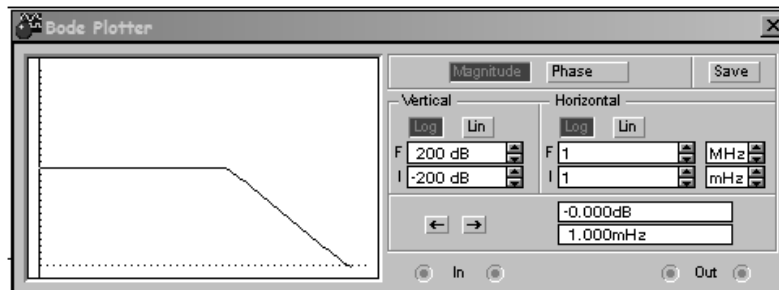 Bode Plotter
Magnitude Phase Save
Vertical Horizontal
Log Lin Log Lin
F 200 dB F 1 MHz
I -200 dB I 1 mHz
← → -0.000dB
1.000mHz
In Out